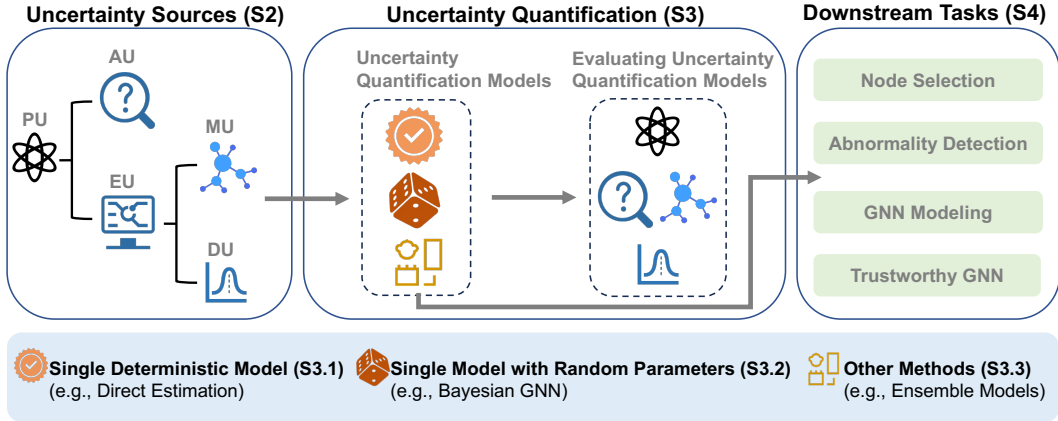 Uncertainty Sources (S2)
Uncertainty Quantification (S3)
Downstream Tasks (S4)
AU
PU
MU
EU
DU
Uncertainty
Quantification Models
Evaluating Uncertainty
Quantification Models
?
?
Node Selection
Abnormality Detection
GNN Modeling
Trustworthy GNN
Single Deterministic Model (S3.1)
(e.g., Direct Estimation)
Single Model with Random Parameters (S3.2)
(e.g., Bayesian GNN)
Other Methods (S3.3)
(e.g., Ensemble Models)